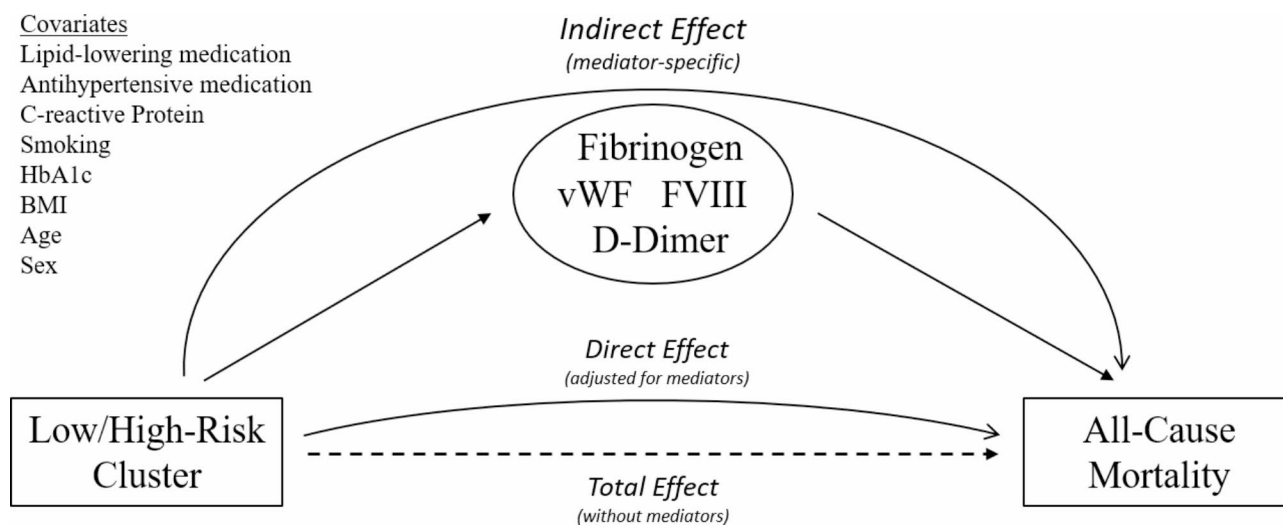 Covariates
Lipid-lowering medication
Antihypertensive medication
C-reactive Protein
Smoking
HbA1c
BMI
Age
Sex
Indirect Effect
(mediator-specific)
Fibrinogen
vWF FVIII
D-Dimer
Direct Effect
(adjusted for mediators)
Low/High-Risk
Cluster
All-Cause
Mortality
Total Effect
(without mediators)